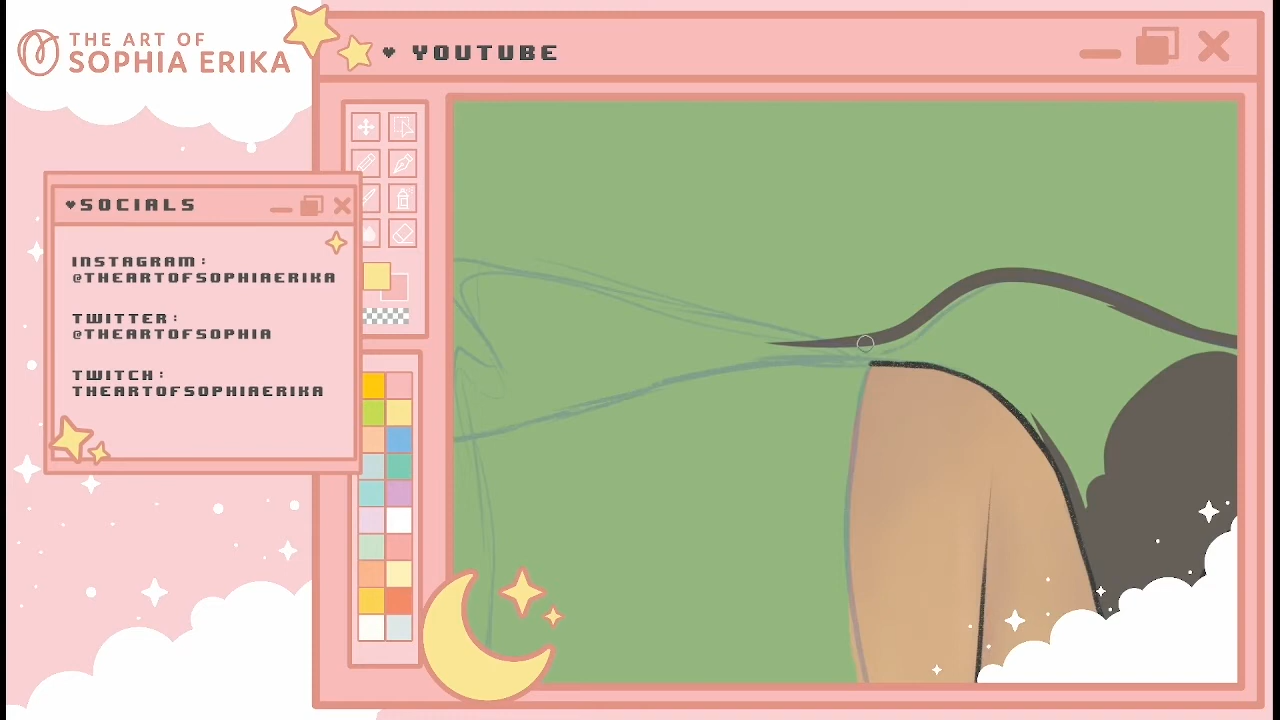 THE ART OF
SOPHIA ERIKA
♥ YOUTUBE
♥SOCIALS
INSTAGRAM:
@THEARTOFSOPHIAERIKA
TWITTER:
@THEARTOFSOPHIA
TWITCH:
THEARTOFSOPHIAERIKA